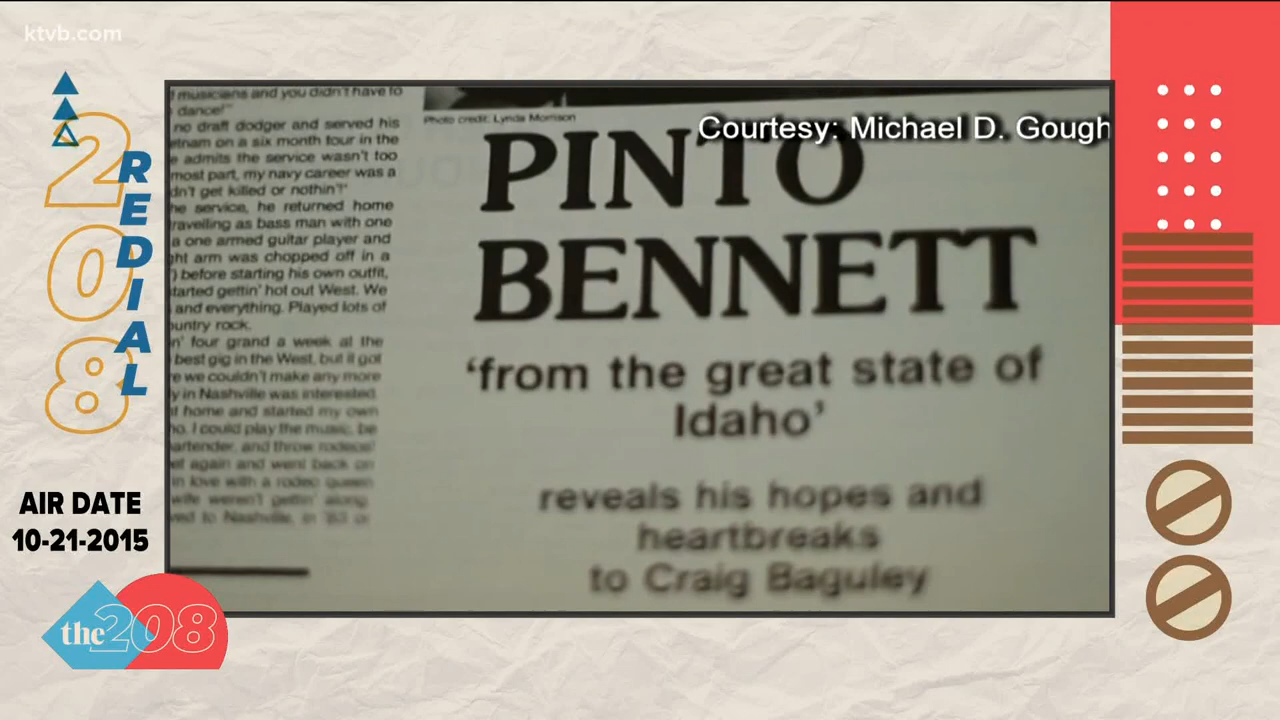 ktvb.com
208
REDIAL
AIR DATE
10-21-2015
the208
Courtesy: Michael D. Gough
f musicians and you didn't have to
dance!"
no draft dodger and served his
etnam on a six month tour in the
e admits the service wasn't too
most part, my navy career was a
dn't get killed or nothin'!'
he service, he returned home
ravelling as bass man with one
a one armed guitar player and
ght arm was chopped off in a
') before starting his own outfit,
tarted gettin' hot out West. We
and everything. Played lots of
untry rock.
n' four grand a week at the
best gig in the West, but it got
re we couldn't make any more
y in Nashville was interested.
t home and started my own
ho. I could play the music, be
artender, and throw rodeos!
et again and went back on
in love with a rodeo queen
wife weren't gettin' along
ved to Nashville, in '83 or
Photo credit: Lynda Morrison
PINTO
BENNETT
'from the great state of
Idaho'
reveals his hopes and
heartbreaks
to Craig Baguley